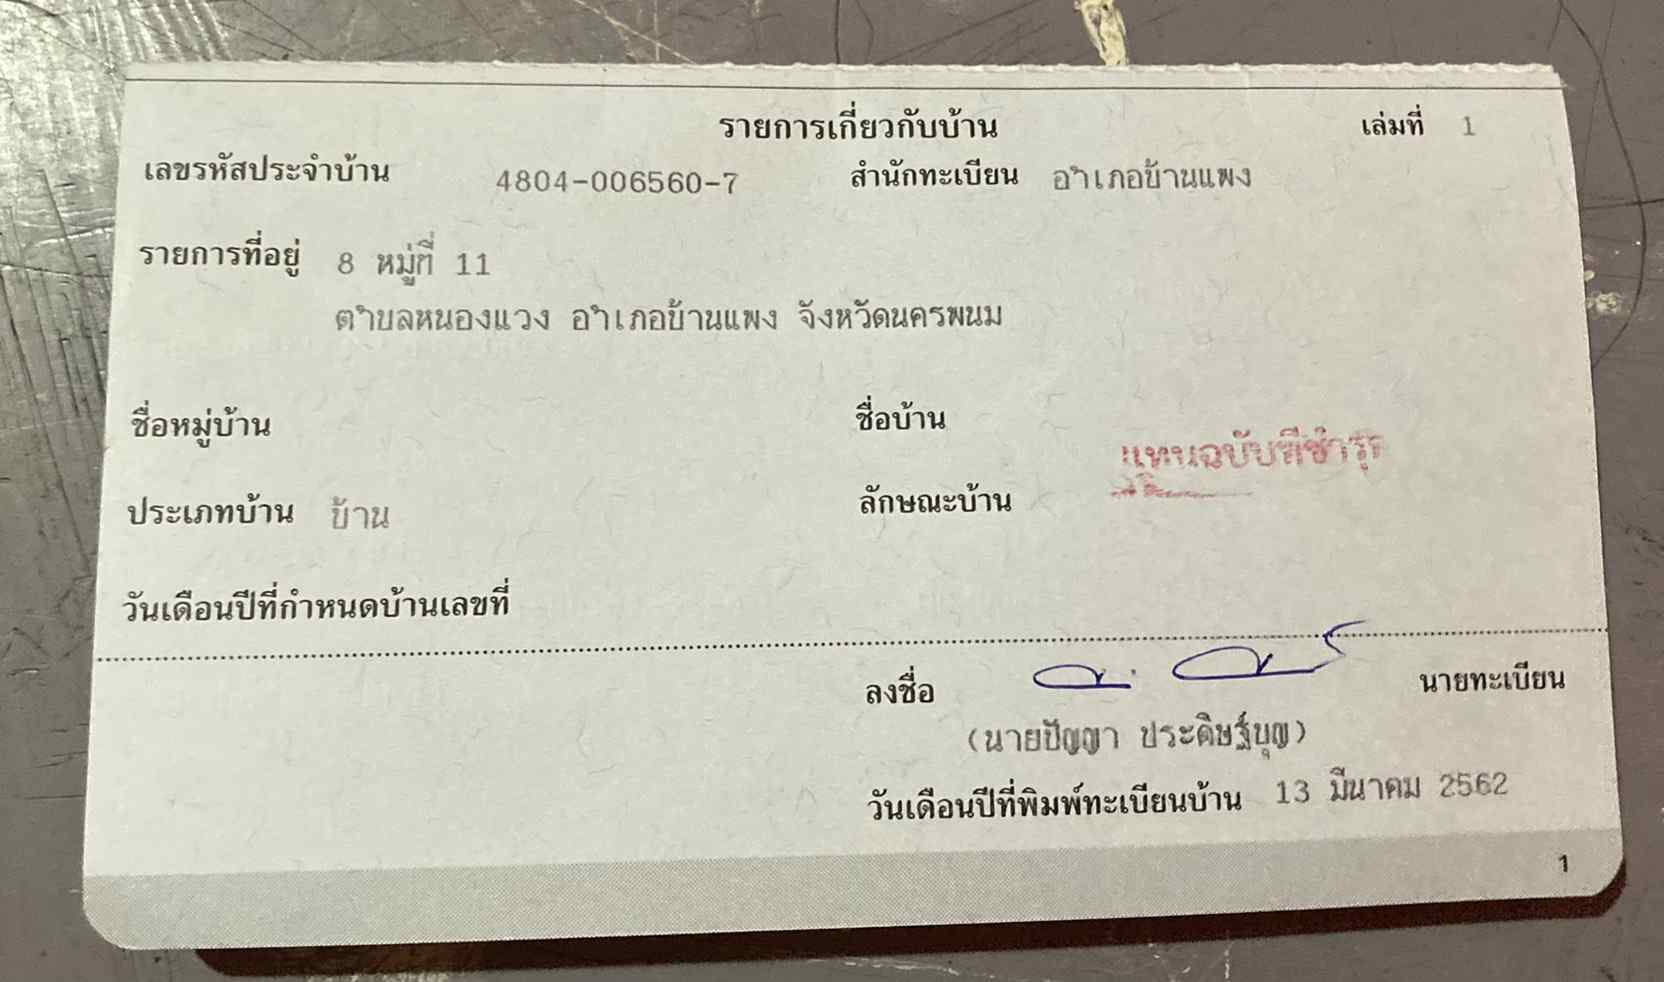 รายการเกี่ยวกับบ้าน เล่มที่ 1
เลขรหัสประจำบ้าน 4804-006560-7 สำนักทะเบียน อำเภอบ้านแพง
รายการที่อยู่ 8 หมู่ที่ 11
ตำบลหนองแวง อำเภอบ้านแพง จังหวัดนครพนม
ชื่อหมู่บ้าน ชื่อบ้าน
แทนฉบับที่ชำรุด
ประเภทบ้าน บ้าน ลักษณะบ้าน
วันเดือนปีที่กำหนดบ้านเลขที่
ลงชื่อ นายทะเบียน
(นายปัญญา ประดิษฐ์บุญ)
วันเดือนปีที่พิมพ์ทะเบียนบ้าน 13 มีนาคม 2562
1